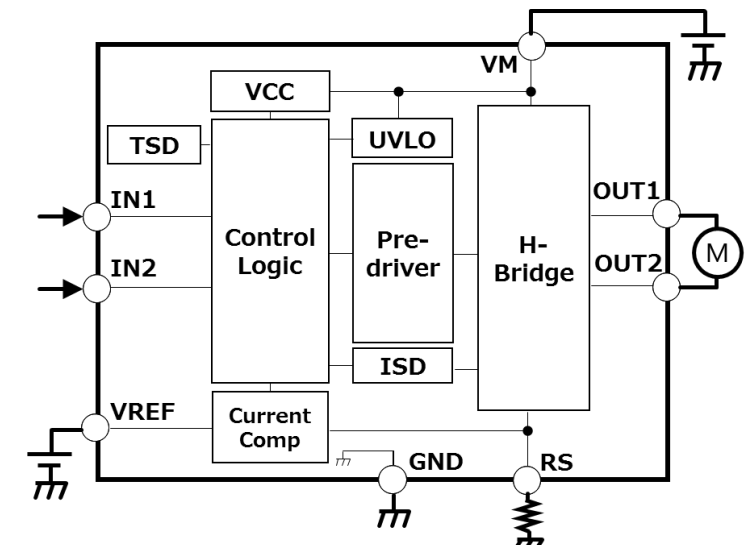 VM
VCC
TSD
UVLO
IN1
OUT1
Control
Logic
Pre-
driver
H-
Bridge
M
IN2
OUT2
ISD
VREF
Current
Comp
GND
RS